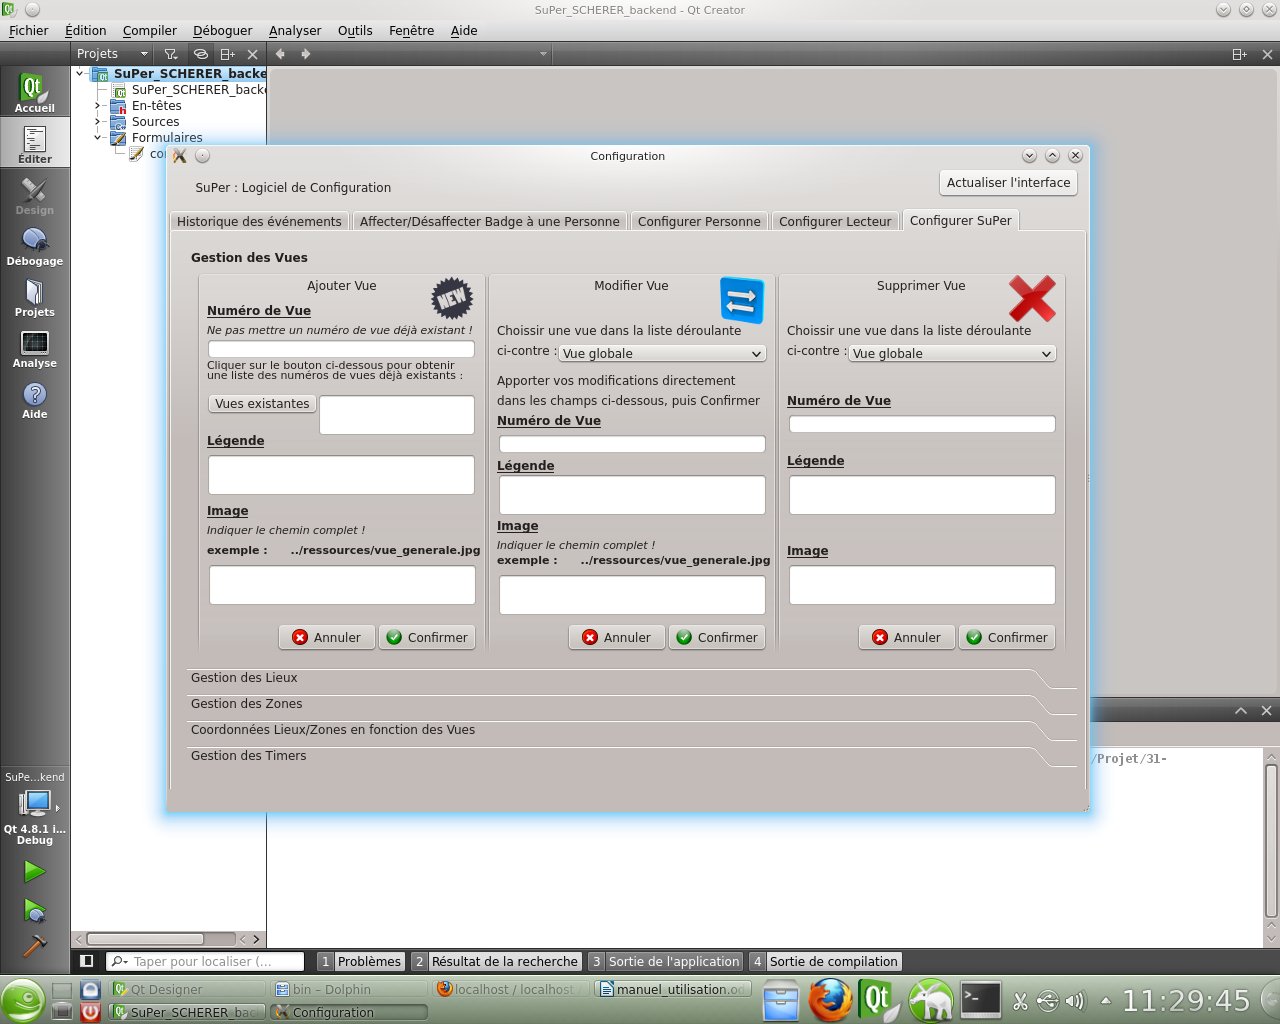 SuPer_SCHERER_backend - Qt Creator
Fichier Édition Compiler Déboguer Analyser Outils Fenêtre Aide
Projets
SuPer_SCHERER_backe
SuPer_SCHERER_backe
En-têtes
Sources
Formulaires
Accueil
Éditer
Design
Débogage
Projets
Analyse
Aide
Configuration
SuPer : Logiciel de Configuration
Actualiser l'interface
Historique des événements
Affecter/Désaffecter Badge à une Personne
Configurer Personne
Configurer Lecteur
Configurer SuPer
Gestion des Vues
Ajouter Vue
NEW
Numéro de Vue
Ne pas mettre un numéro de vue déjà existant !
Cliquer sur le bouton ci-dessous pour obtenir
une liste des numéros de vues déjà existants :
Vues existantes
Légende
Image
Indiquer le chemin complet !
exemple : ../ressources/vue_generale.jpg
Annuler
Confirmer
Modifier Vue
Choissir une vue dans la liste déroulante
ci-contre :
Vue globale
Apporter vos modifications directement
dans les champs ci-dessous, puis Confirmer
Numéro de Vue
Légende
Image
Indiquer le chemin complet !
exemple : ../ressources/vue_generale.jpg
Annuler
Confirmer
Supprimer Vue
Choissir une vue dans la liste déroulante
ci-contre :
Vue globale
Numéro de Vue
Légende
Image
Annuler
Confirmer
Gestion des Lieux
Gestion des Zones
Coordonnées Lieux/Zones en fonction des Vues
Gestion des Timers
/Projet/31-
SuPe...kend
Qt 4.8.1 i...
Debug
Taper pour localiser (...
1 Problèmes
2 Résultat de la recherche
3 Sortie de l'application
4 Sortie de compilation
Qt Designer
bin – Dolphin
localhost / localhost /
manuel_utilisation.od
SuPer_SCHERER_back
Configuration
11:29:45